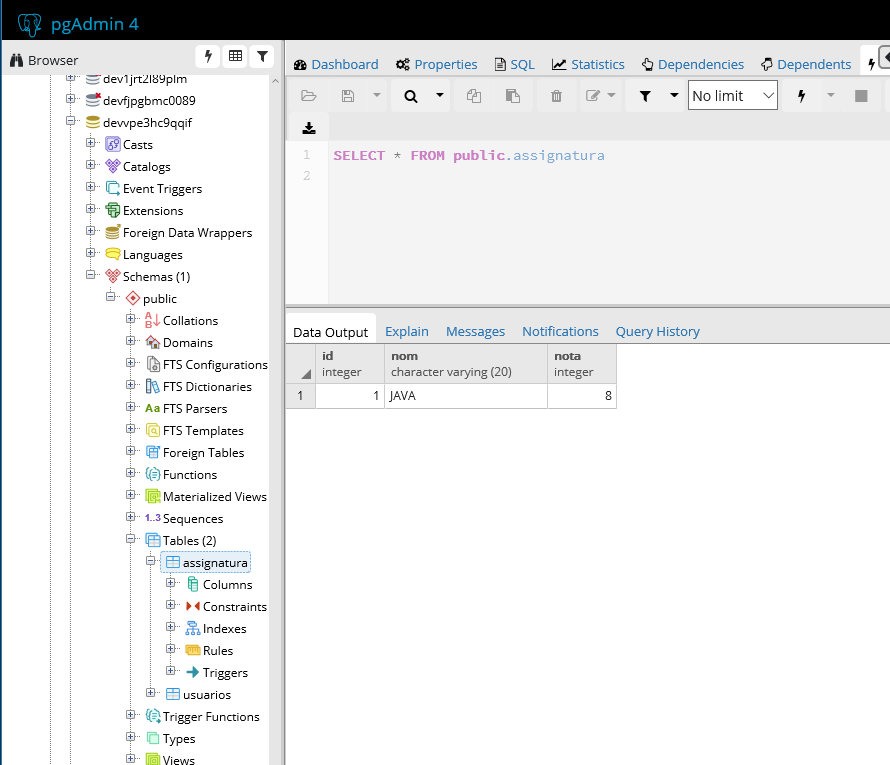 pgAdmin 4
Browser
dev1jrt2l89plm
devfjpgbmc0089
devvpe3hc9qqif
Casts
Catalogs
Event Triggers
Extensions
Foreign Data Wrappers
Languages
Schemas (1)
public
Collations
Domains
FTS Configurations
FTS Dictionaries
Aa FTS Parsers
FTS Templates
Foreign Tables
Functions
Materialized Views
1..3 Sequences
Tables (2)
assignatura
Columns
Constraints
Indexes
Rules
Triggers
usuarios
Trigger Functions
Types
Views
Dashboard Properties SQL Statistics Dependencies Dependents
No limit
1 SELECT * FROM public.assignatura
2
Data Output Explain Messages Notifications Query History
id nom nota
integer character varying (20) integer
1 1 JAVA 8